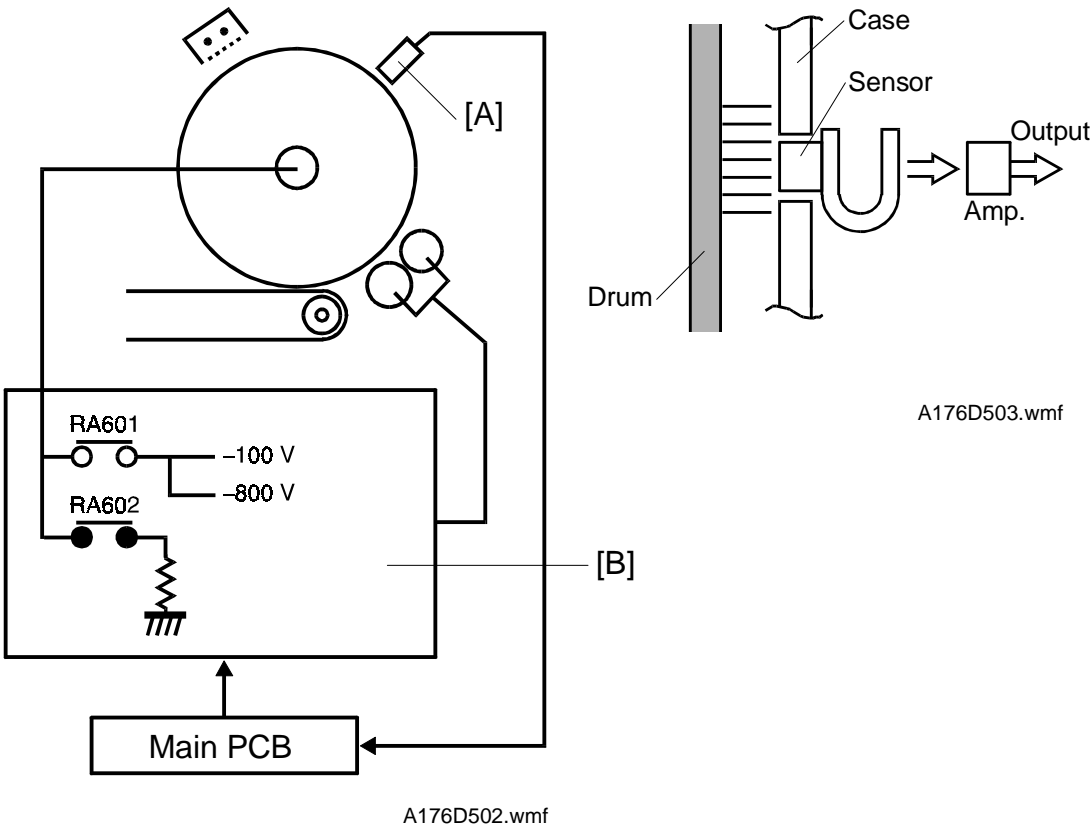 [A]
RA601
–100 V
–800 V
RA602
[B]
Main PCB
A176D502.wmf
Case
Sensor
Output
Amp.
Drum
A176D503.wmf